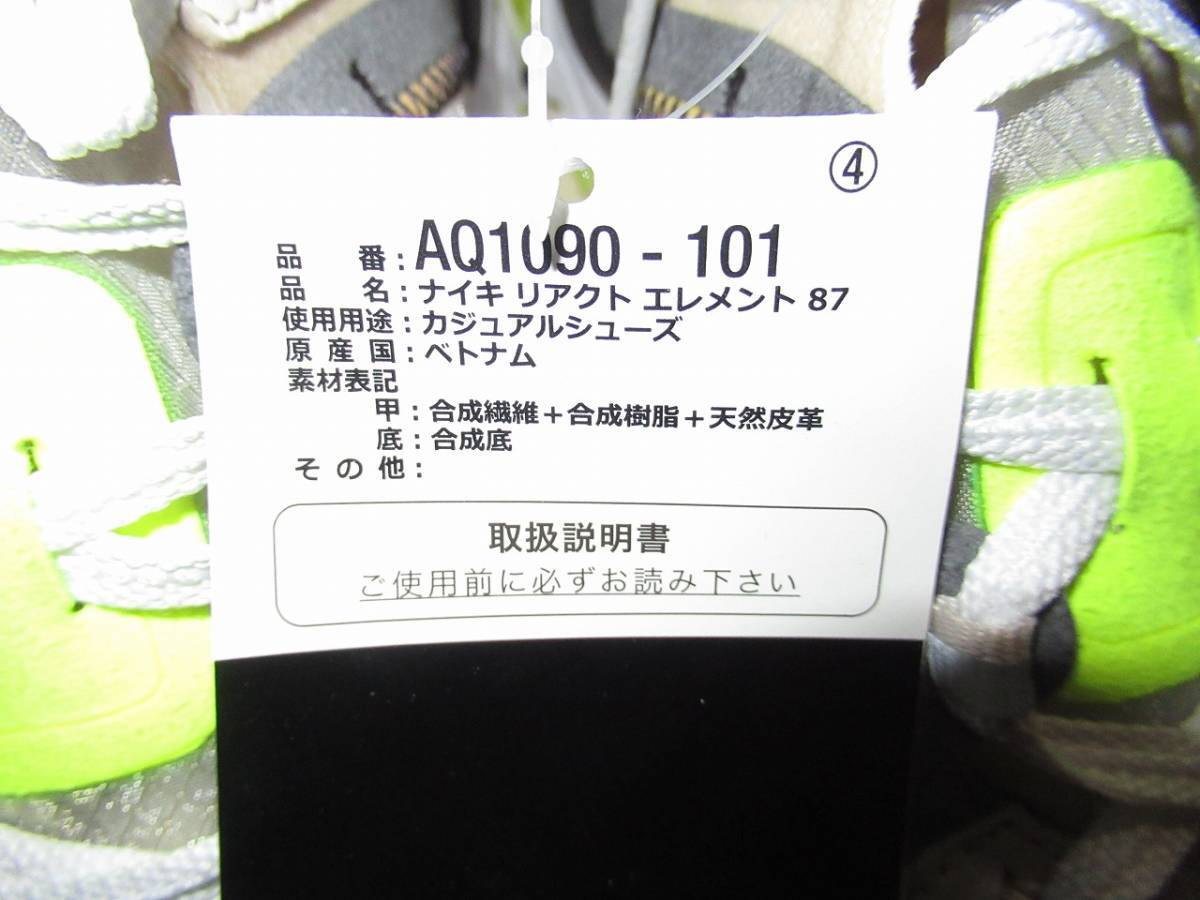 ④
品番:AQ1090-101
品名:ナイキ リアクト エレメント 87
使用用途:カジュアルシューズ
原産国:ベトナム
素材表記
甲:合成繊維+合成樹脂+天然皮革
底:合成底
その他:
取扱説明書
ご使用前に必ずお読み下さい